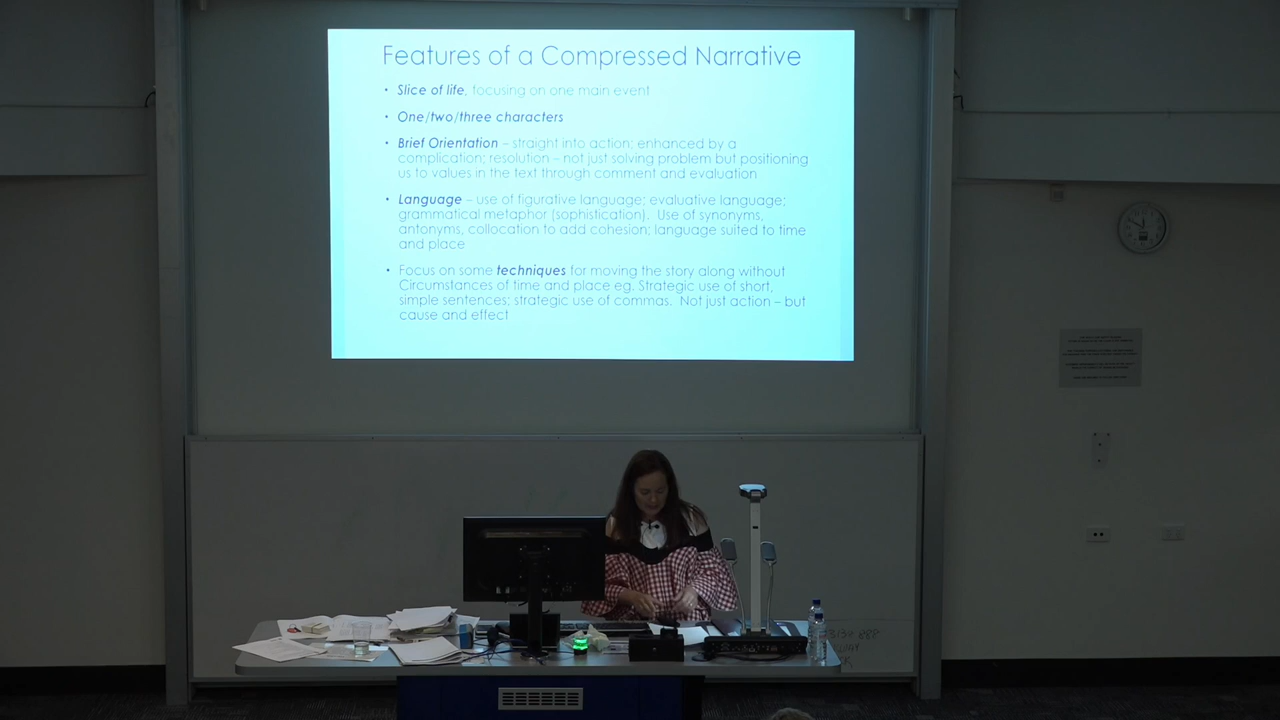 Features of a Compressed Narrative
• Slice of life, focusing on one main event
• One/two/three characters
• Brief Orientation – straight into action; enhanced by a
complication; resolution – not just solving problem but positioning
us to values in the text through comment and evaluation
• Language – use of figurative language; evaluative language;
grammatical metaphor (sophistication). Use of synonyms,
antonyms, collocation to add cohesion; language suited to time
and place
• Focus on some techniques for moving the story along without
Circumstances of time and place eg. Strategic use of short,
simple sentences; strategic use of commas. Not just action – but
cause and effect